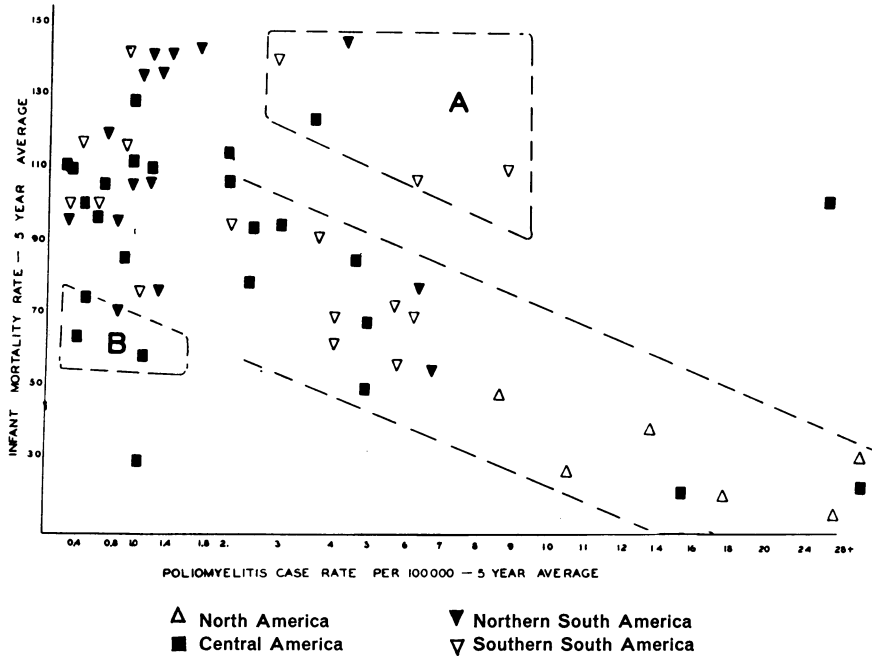 150
130
110
90
70
50
30
INFANT MORTALITY RATE — 5 YEAR AVERAGE
A
B
0,4 0,8 1.0 1.4 1.8 2. 3 4 5 6 7 8 9 10 11 12 1.4 16 18 20 24 28+
POLIOMYELITIS CASE RATE PER 100000 — 5 YEAR AVERAGE
North America
Northern South America
Central America
Southern South America